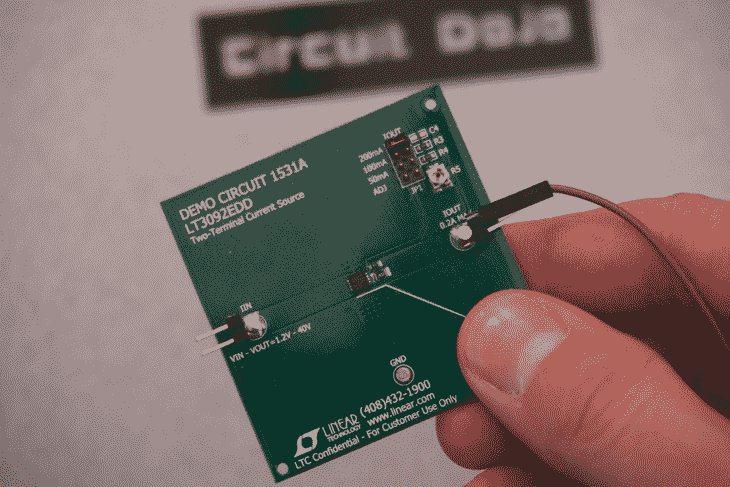 Circuit Dojo
DEMO CIRCUIT 1531A
LT3092EDD
Two-Terminal Current Source
IOUT
200mA
100mA
50mA
ADJ
JP1
C4
R3
R4
R5
IOUT
0.2A
IIN
VIN - VOUT=1.2V - 40V
GND
LINEAR
TECHNOLOGY
(408)432-1900
www.linear.com
LTC Confidential - For Customer Use Only